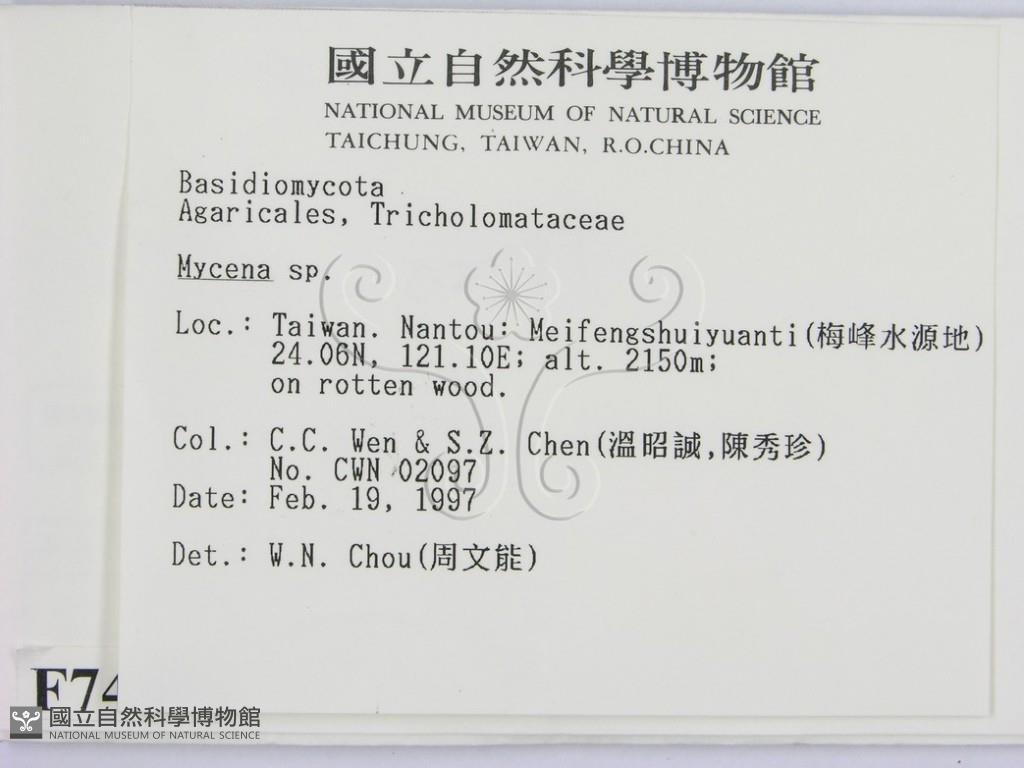 國立自然科學博物館
NATIONAL MUSEUM OF NATURAL SCIENCE
TAICHUNG, TAIWAN, R.O.CHINA
Basidiomycota
Agaricales, Tricholomataceae
Mycena sp.
Loc.: Taiwan. Nantou: Meifengshuiyuanti(梅峰水源地)
24.06N, 121.10E; alt. 2150m;
on rotten wood.
Col.: C.C. Wen & S.Z. Chen(溫昭誠,陳秀珍)
No. CWN 02097
Date: Feb. 19, 1997
Det.: W.N. Chou(周文能)
F74
國立自然科學博物館
NATIONAL MUSEUM OF NATURAL SCIENCE